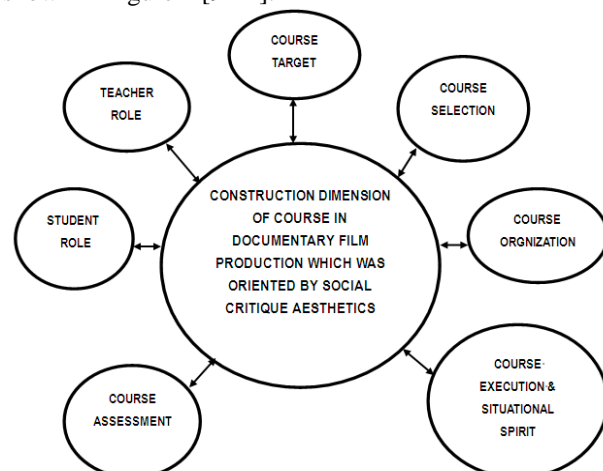 COURSE
TARGET
TEACHER
ROLE
COURSE
SELECTION
CONSTRUCTION DIMENSION
OF COURSE IN
DOCUMENTARY FILM
PRODUCTION WHICH WAS
ORIENTED BY SOCIAL
CRITIQUE AESTHETICS
STUDENT
ROLE
COURSE
ORGNIZATION
COURSE
ASSESSMENT
COURSE-
EXECUTION &
SITUATIONAL
SPIRIT